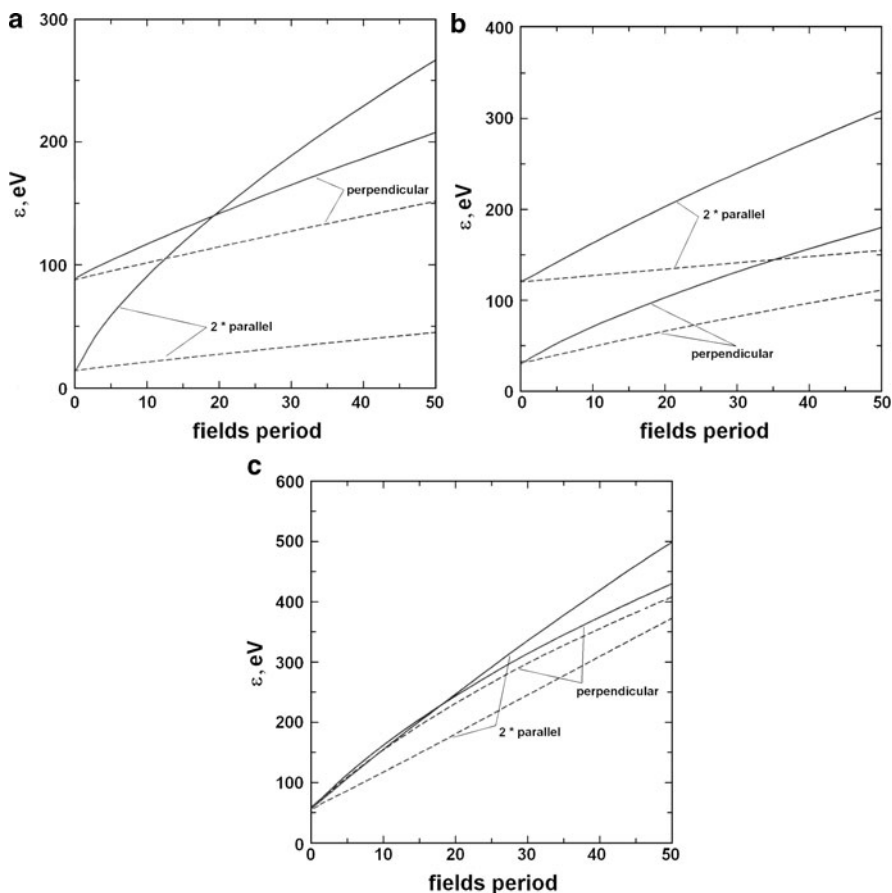 a
300
200
100
0
ε, eV
perpendicular
2 * parallel
0 10 20 30 40 50
fields period
b
400
300
200
100
0
ε, eV
2 * parallel
perpendicular
0 10 20 30 40 50
fields period
c
600
500
400
300
200
100
0
ε, eV
perpendicular
2 * parallel
0 10 20 30 40 50
fields period